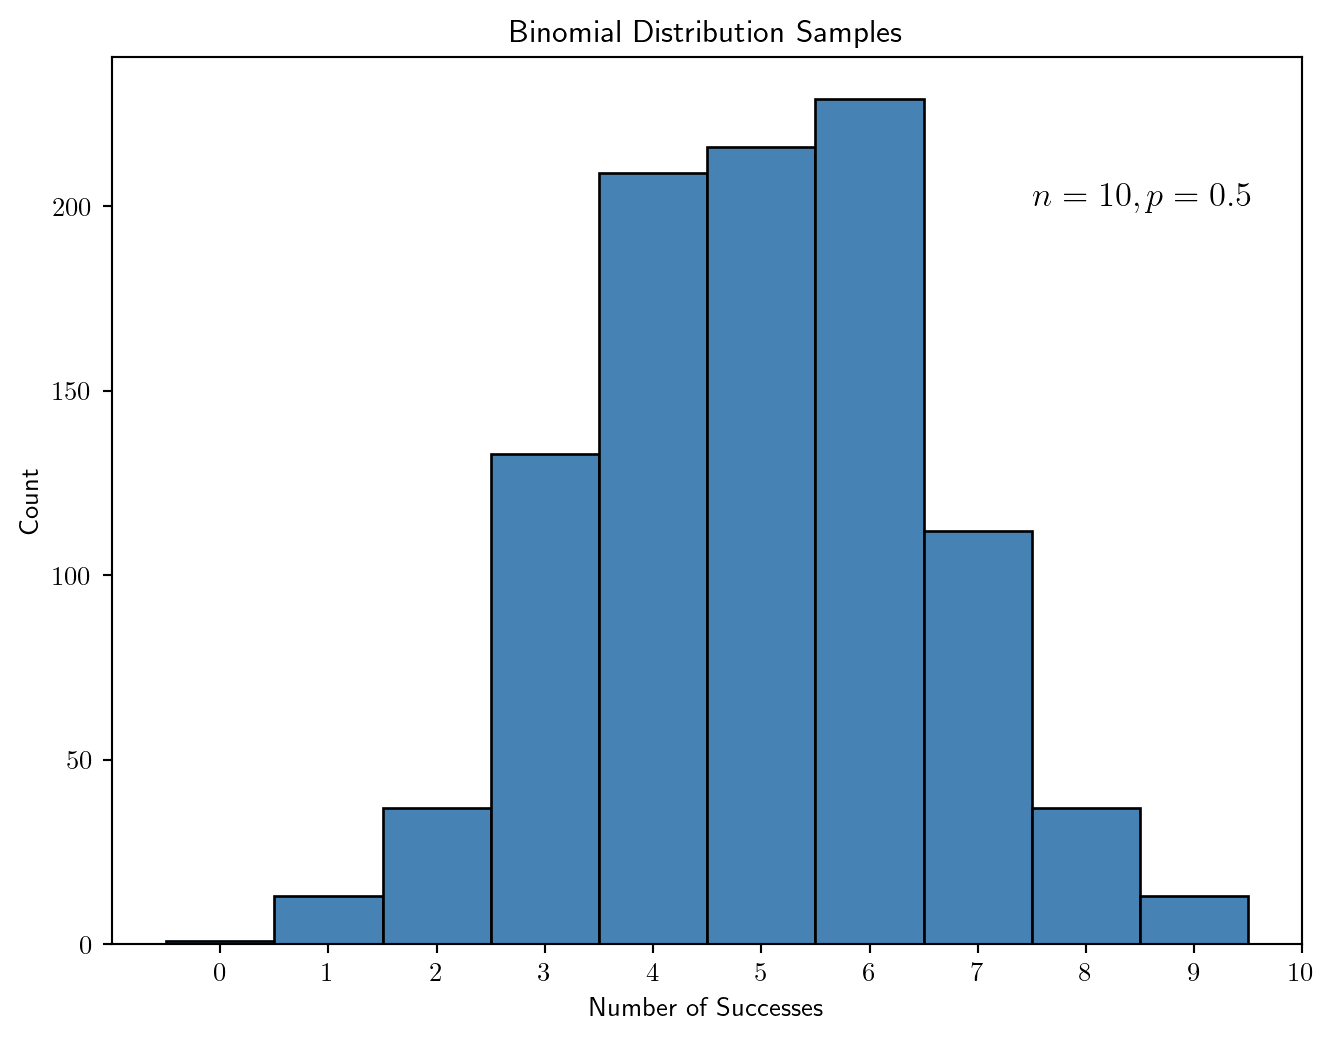 Binomial Distribution Samples
n = 10, p = 0.5
Count
200
150
100
50
0
0 1 2 3 4 5 6 7 8 9 10
Number of Successes